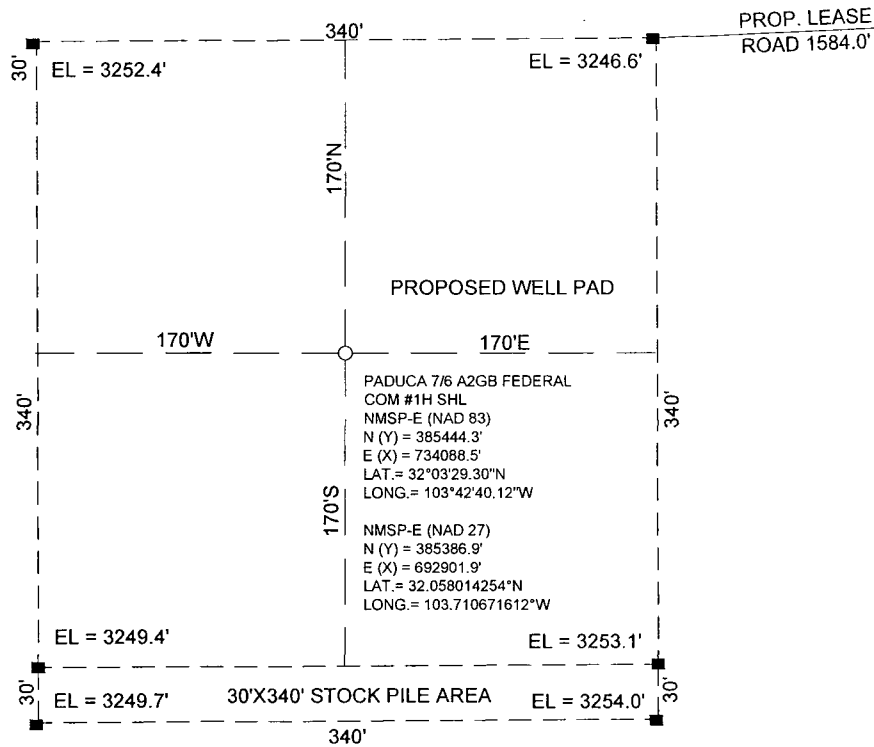 PROP. LEASE
ROAD 1584.0'
340'
30'
EL = 3252.4'
EL = 3246.6'
170'N
PROPOSED WELL PAD
170'W
170'E
340'
340'
PADUCA 7/6 A2GB FEDERAL
COM #1H SHL
NMSP-E (NAD 83)
N (Y) = 385444.3'
E (X) = 734088.5'
LAT.= 32°03'29.30"N
LONG.= 103°42'40.12"W
170'S
NMSP-E (NAD 27)
N (Y) = 385386.9'
E (X) = 692901.9'
LAT.= 32.058014254°N
LONG.= 103.710671612°W
EL = 3249.4'
EL = 3253.1'
30'
EL = 3249.7'
30'X340' STOCK PILE AREA
EL = 3254.0'
30'
340'